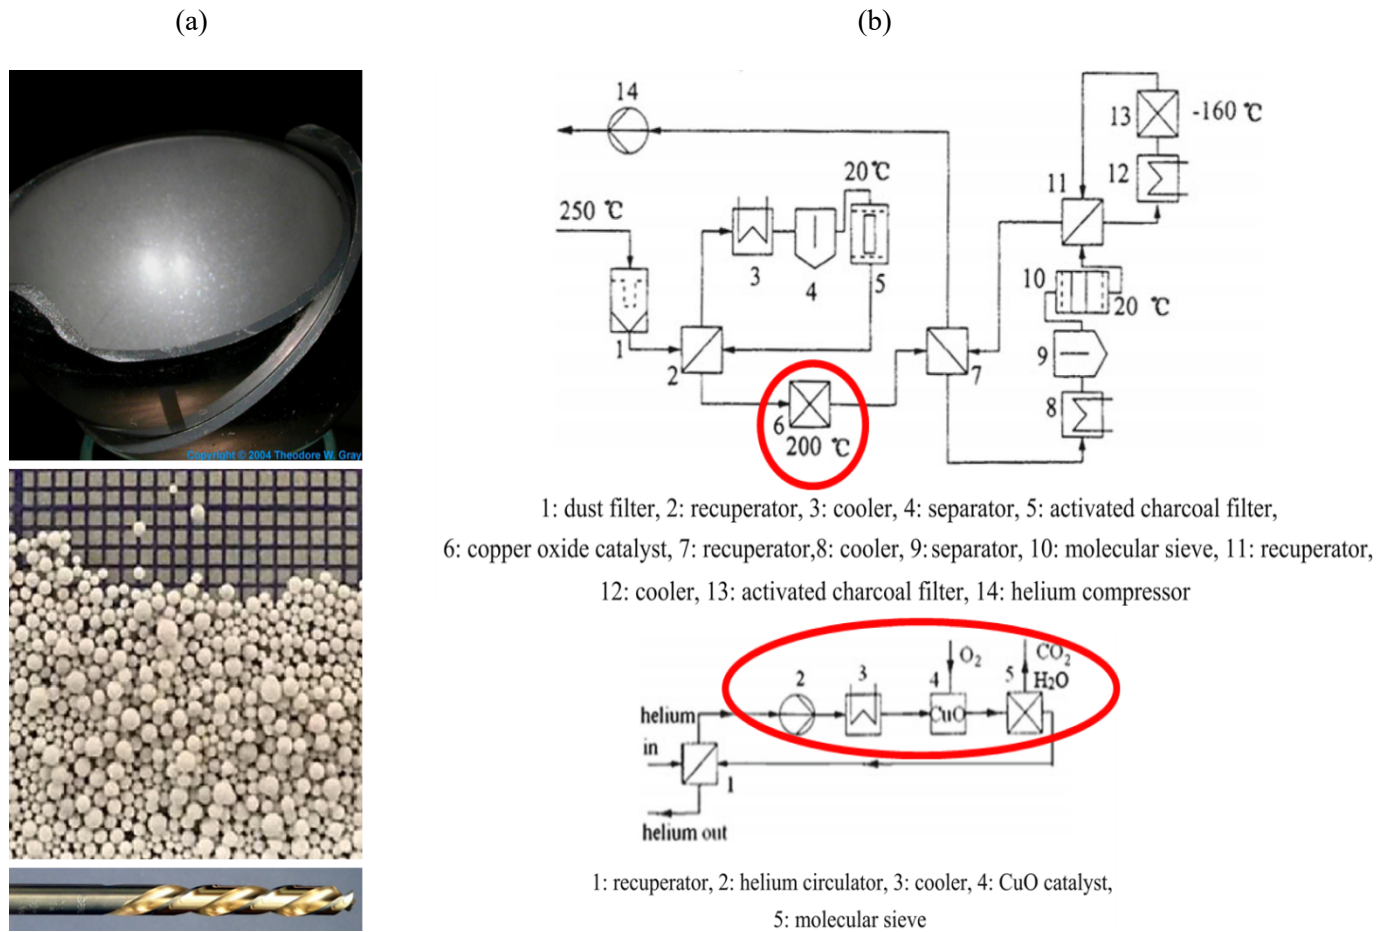 (a)
(b)
Copyright © 2004 Theodore W. Gray
14
13
-160 ℃
12
11
20℃
250 ℃
3
4
5
10
20 ℃
1
2
9
7
6
200 ℃
8
1: dust filter, 2: recuperator, 3: cooler, 4: separator, 5: activated charcoal filter,
6: copper oxide catalyst, 7: recuperator,8: cooler, 9: separator, 10: molecular sieve, 11: recuperator,
12: cooler, 13: activated charcoal filter, 14: helium compressor
O₂
CO₂
H₂O
2
3
4
5
CuO
helium
in
1
helium out
1: recuperator, 2: helium circulator, 3: cooler, 4: CuO catalyst,
5: molecular sieve